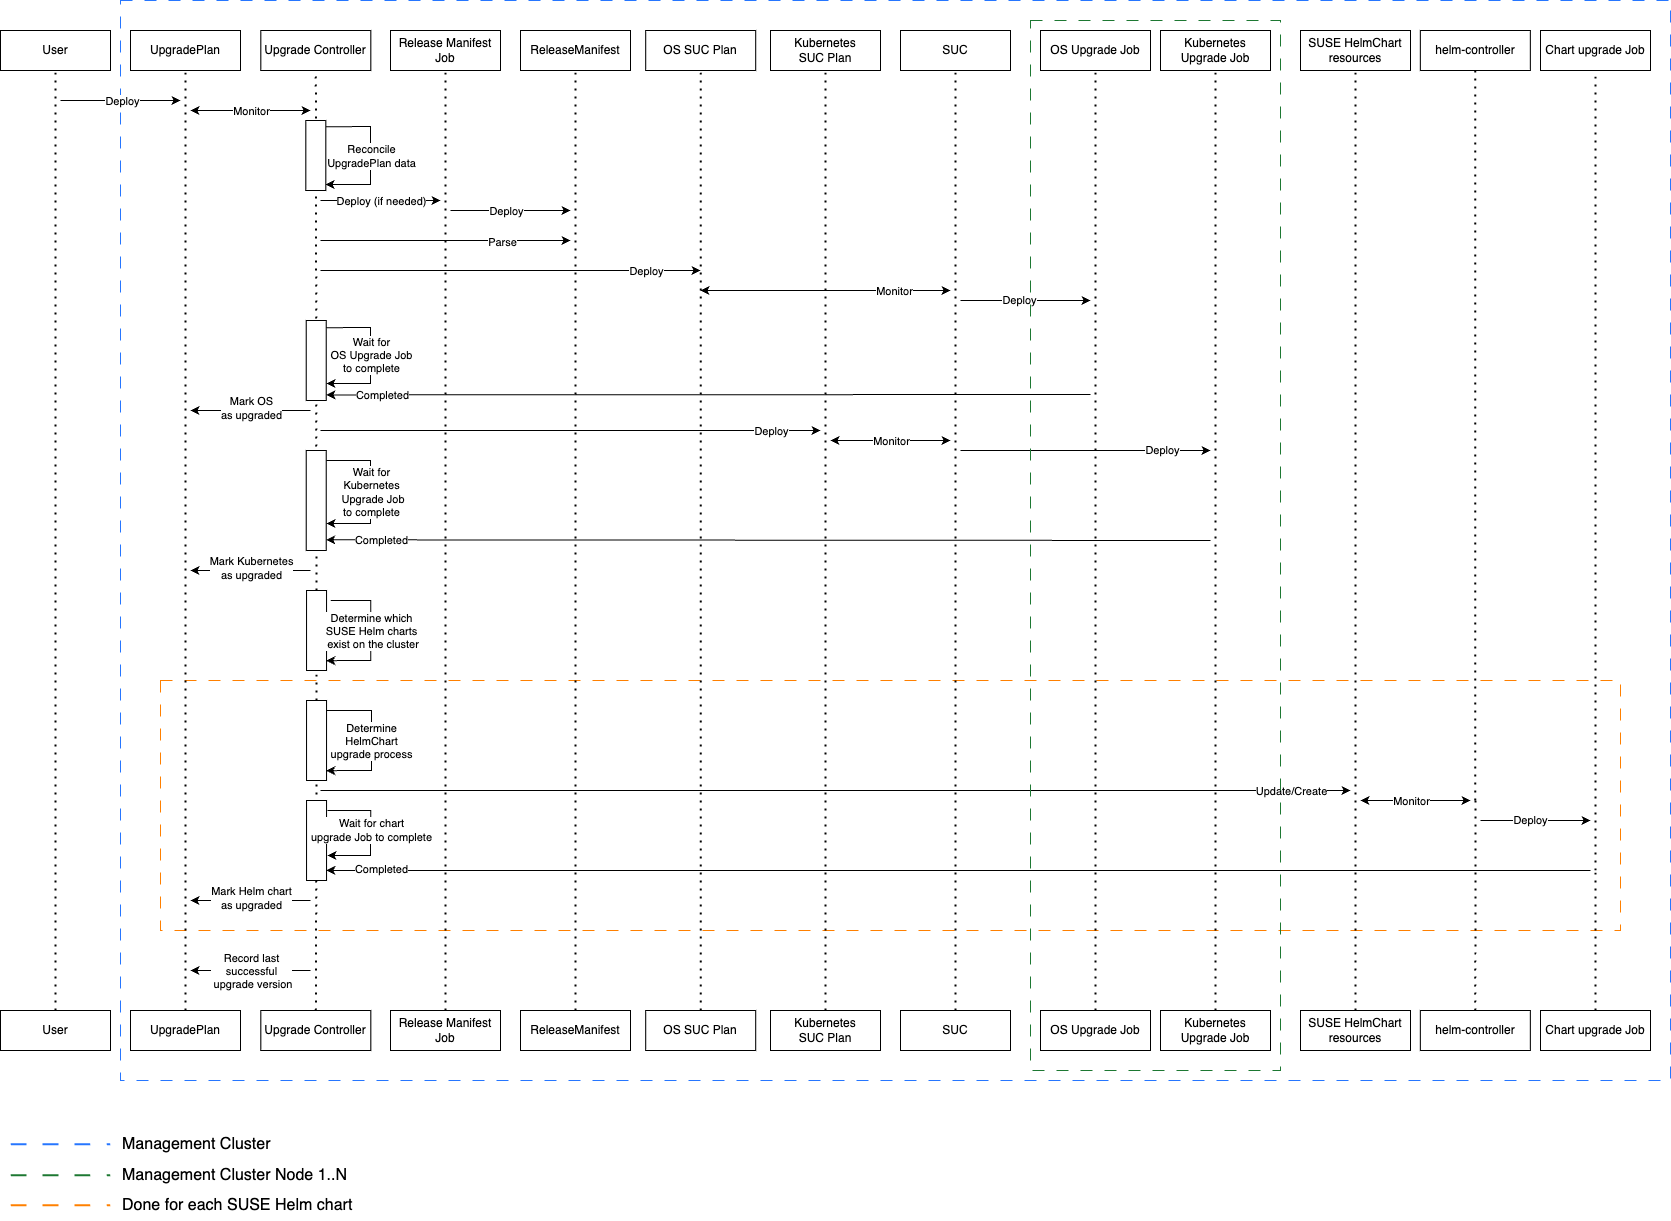 User
UpgradePlan
Upgrade Controller
Release Manifest
Job
ReleaseManifest
OS SUC Plan
Kubernetes
SUC Plan
SUC
OS Upgrade Job
Kubernetes
Upgrade Job
SUSE HelmChart
resources
helm-controller
Chart upgrade Job
Deploy
Monitor
Reconcile
UpgradePlan data
Deploy (if needed)
Deploy
Parse
Deploy
Monitor
Deploy
Wait for
OS Upgrade Job
to complete
Completed
Mark OS
as upgraded
Deploy
Monitor
Deploy
Wait for
Kubernetes
Upgrade Job
to complete
Completed
Mark Kubernetes
as upgraded
Determine which
SUSE Helm charts
exist on the cluster
Determine
HelmChart
upgrade process
Update/Create
Monitor
Deploy
Wait for chart
upgrade Job to complete
Completed
Mark Helm chart
as upgraded
Record last
successful
upgrade version
User
UpgradePlan
Upgrade Controller
Release Manifest
Job
ReleaseManifest
OS SUC Plan
Kubernetes
SUC Plan
SUC
OS Upgrade Job
Kubernetes
Upgrade Job
SUSE HelmChart
resources
helm-controller
Chart upgrade Job
Management Cluster
Management Cluster Node 1..N
Done for each SUSE Helm chart